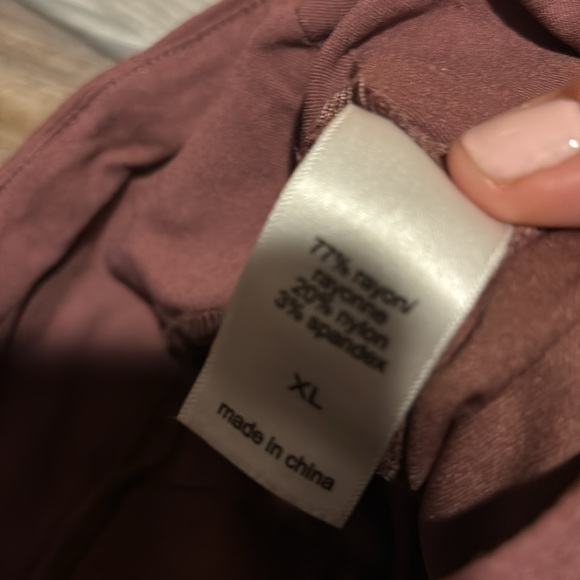 77% rayon/
rayonne
20% nylon
3% spandex
XL
made in china